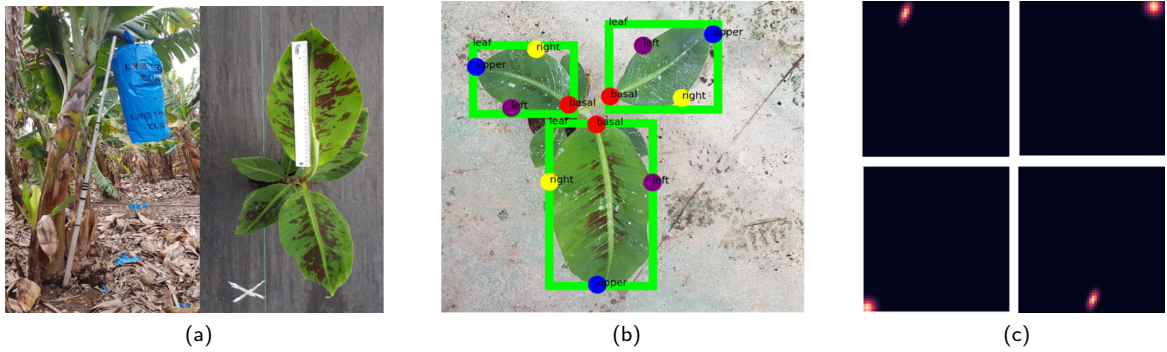 leaf
leaf
right
left
upper
upper
basal
left
basal
right
leaf
basal
right
left
upper
(a)
(b)
(c)